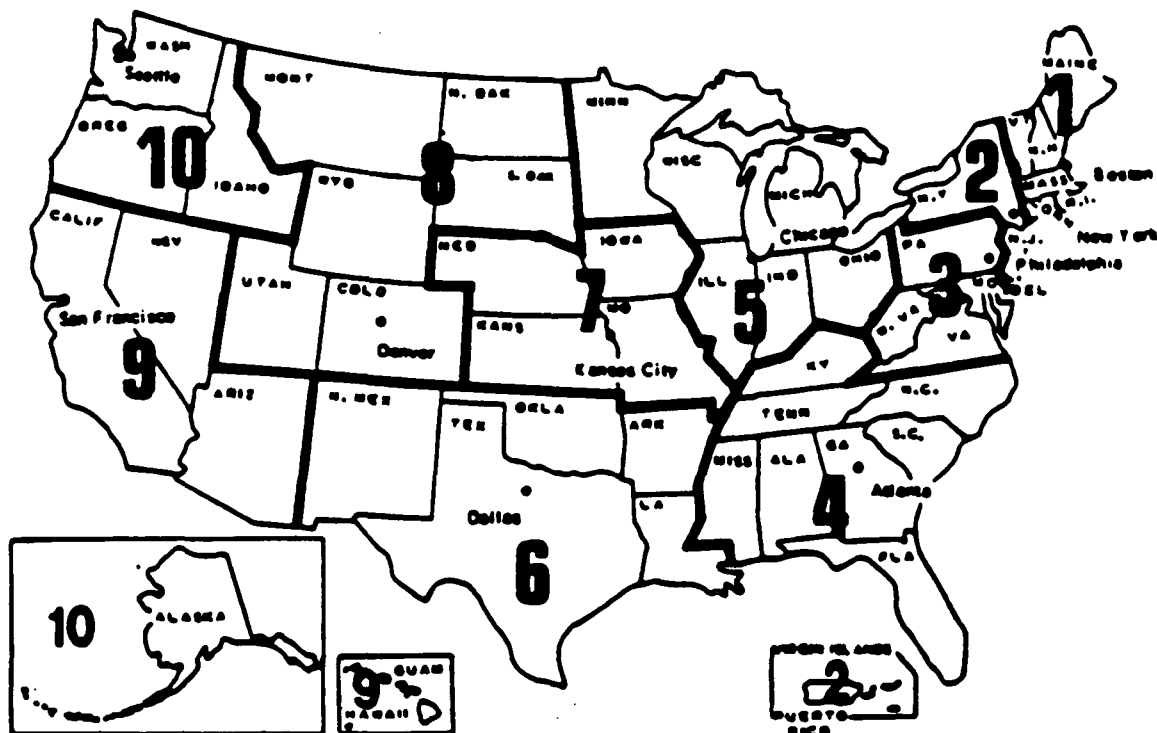 WASH
Seattle
OREG
10
IDAHO
MONT
N. DAK
8
S. DAK
WYO
MINN
WISC
MICH
Chicago
IOWA
NEB
7
MO
KANS
Kansas City
ILL
5
IND
OHIO
KY
CALIF
NEV
San Francisco
9
ARIZ
UTAH
COLO
Denver
N. MEX
TEX
OKLA
ARK
LA
Dallas
6
MAINE
1
VT
N.H
MASS
Boston
R.I.
N.Y
2
New York
PA
N.J.
Philadelphia
3
DEL
W. VA
VA
N.C.
TENN
S.C.
MISS
ALA
GA
Atlanta
4
FLA
10
ALASKA
GUAM
9
HAWAII
VIRGIN ISLANDS
2
PUERTO
RICO